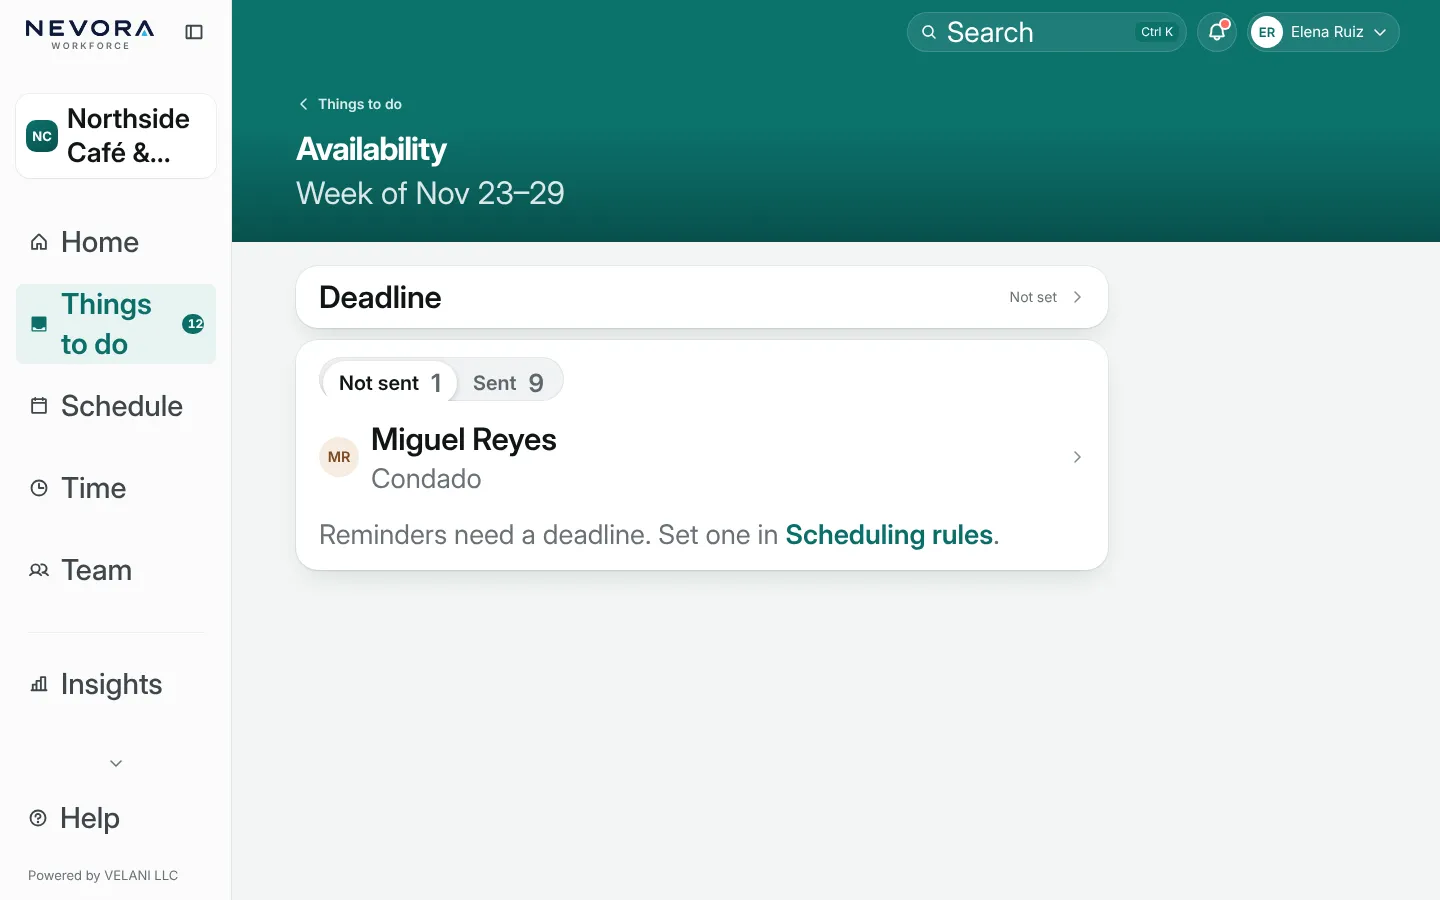 NEVORA
WORKFORCE
Search
Ctrl K
ER
Elena Ruiz
Things to do
Availability
Week of Nov 23–29
NC
Northside
Café &...
Home
Things
to do
12
Schedule
Time
Team
Insights
Help
Powered by VELANI LLC
Deadline
Not set
Not sent 1
Sent 9
MR
Miguel Reyes
Condado
Reminders need a deadline. Set one in Scheduling rules.